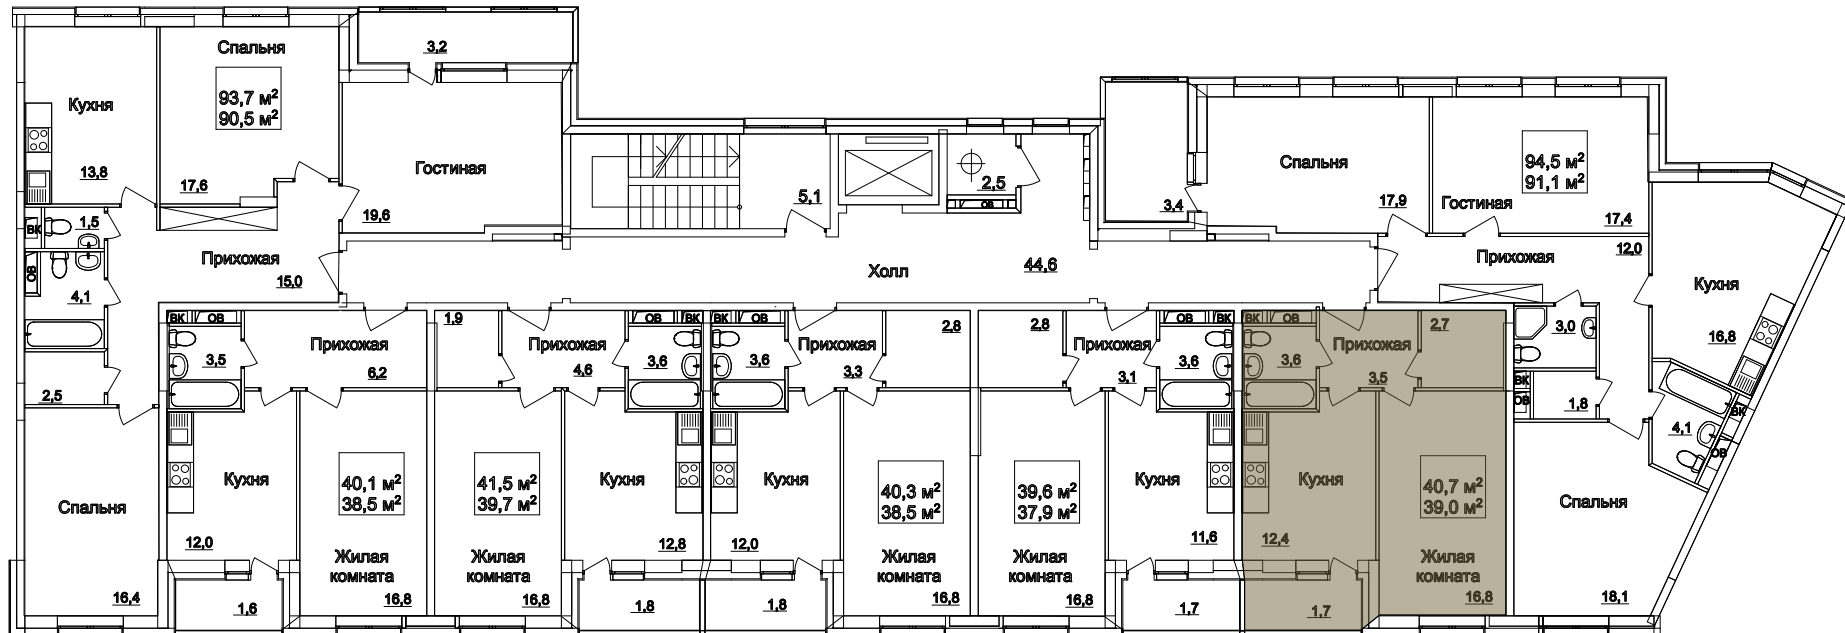 3,2
Спальня
93,7 м²
90,5 м²
Кухня
13,8
17,6
Гостиная
19,6
5,1
2,5
ОВ
3,4
Спальня
17,9
94,5 м²
91,1 м²
Гостиная
17,4
ВК
1,5
ОВ
4,1
Прихожая
15,0
Холл
44,6
Прихожая
12,0
Кухня
16,8
2,5
ВК
ОВ
3,5
Прихожая
6,2
1,9
Прихожая
4,6
ОВ
ВК
3,6
ВК
ОВ
3,6
Прихожая
3,3
2,8
2,8
Прихожая
3,1
ОВ
ВК
3,6
ВК
ОВ
3,6
Прихожая
3,5
2,7
3,0
ВК
ОВ
1,8
4,1
ВК
ОВ
Спальня
16,4
Кухня
12,0
1,6
40,1 м²
38,5 м²
Жилая
комната
16,8
41,5 м²
39,7 м²
Жилая
комната
16,8
Кухня
12,8
1,8
Кухня
12,0
1,8
40,3 м²
38,5 м²
Жилая
комната
16,8
39,6 м²
37,9 м²
Жилая
комната
16,8
Кухня
11,6
1,7
Кухня
12,4
1,7
40,7 м²
39,0 м²
Жилая
комната
16,8
Спальня
18,1